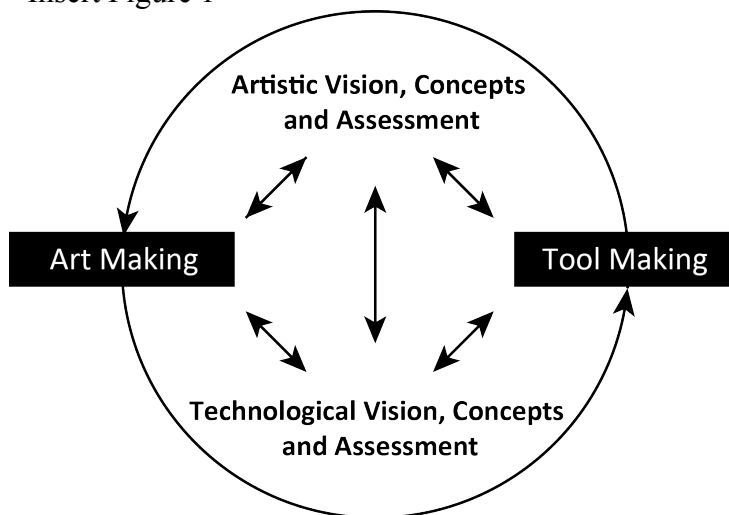 Insert Figure 1
Artistic Vision, Concepts
and Assessment
Art Making
Tool Making
Technological Vision, Concepts
and Assessment